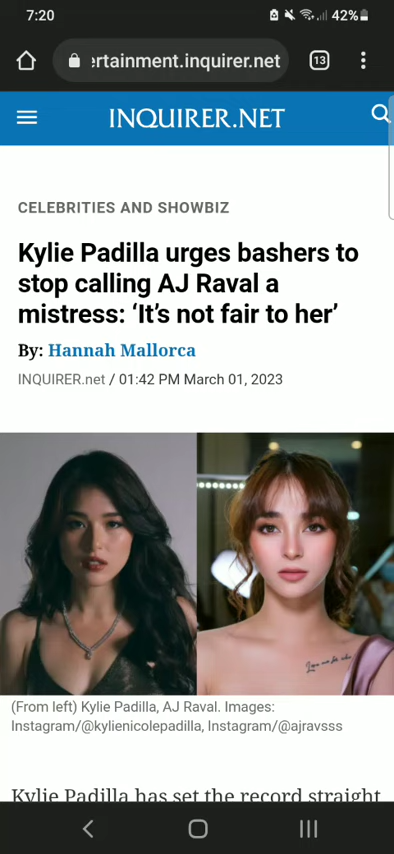 7:20
42%
ertainment.inquirer.net
13
INQUIRER.NET
CELEBRITIES AND SHOWBIZ
Kylie Padilla urges bashers to
stop calling AJ Raval a
mistress: ‘It’s not fair to her’
By: Hannah Mallorca
INQUIRER.net / 01:42 PM March 01, 2023
(From left) Kylie Padilla, AJ Raval. Images:
Instagram/@kylienicolepadilla, Instagram/@ajravsss
Kylie Padilla has set the record straight